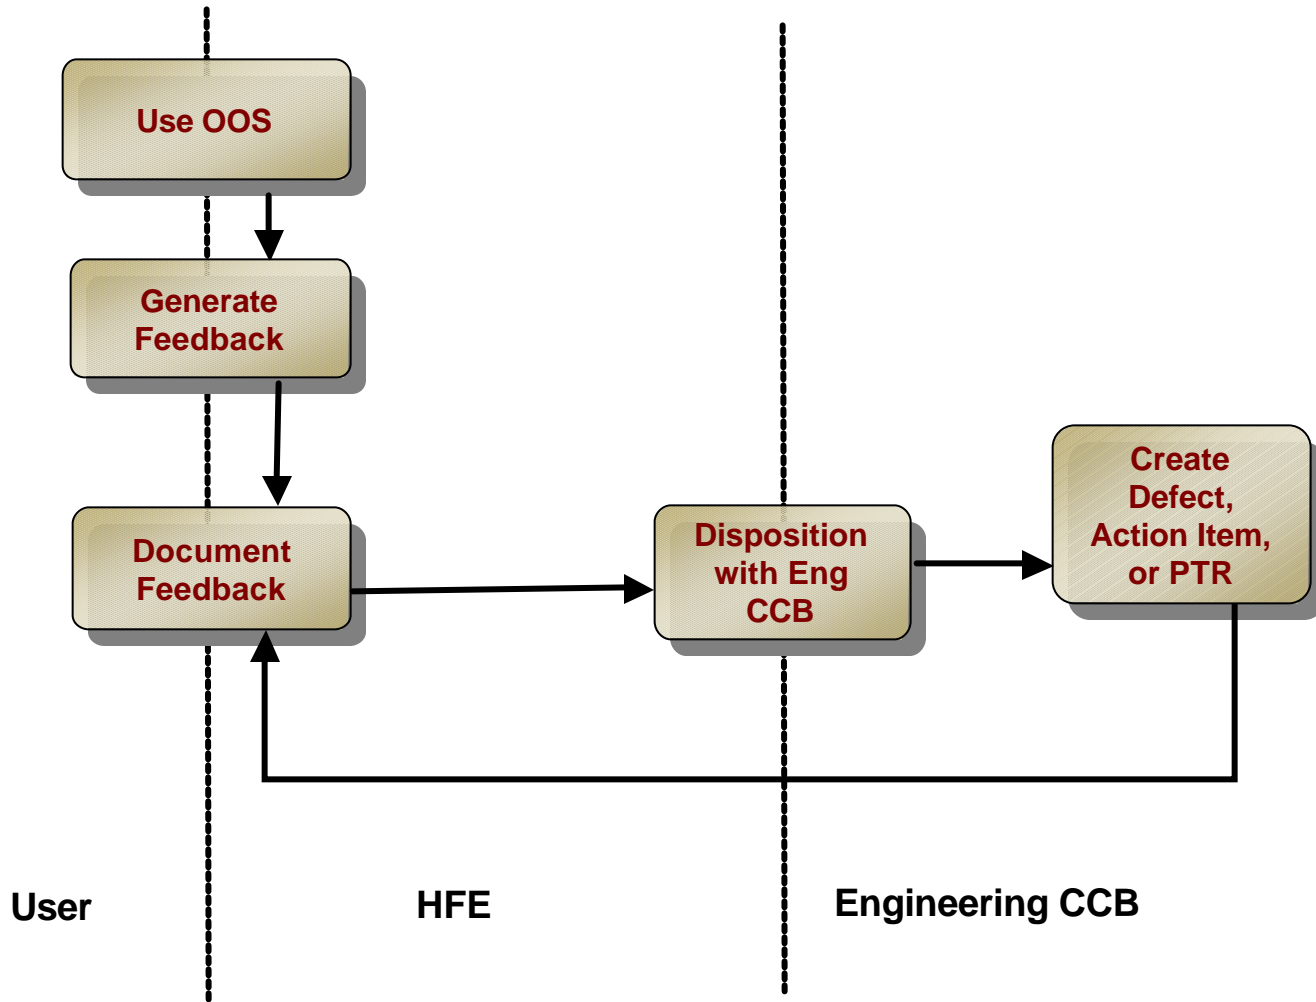 Use OOS
Generate
Feedback
Document
Feedback
Disposition
with Eng
CCB
Create
Defect,
Action Item,
or PTR
User
HFE
Engineering CCB